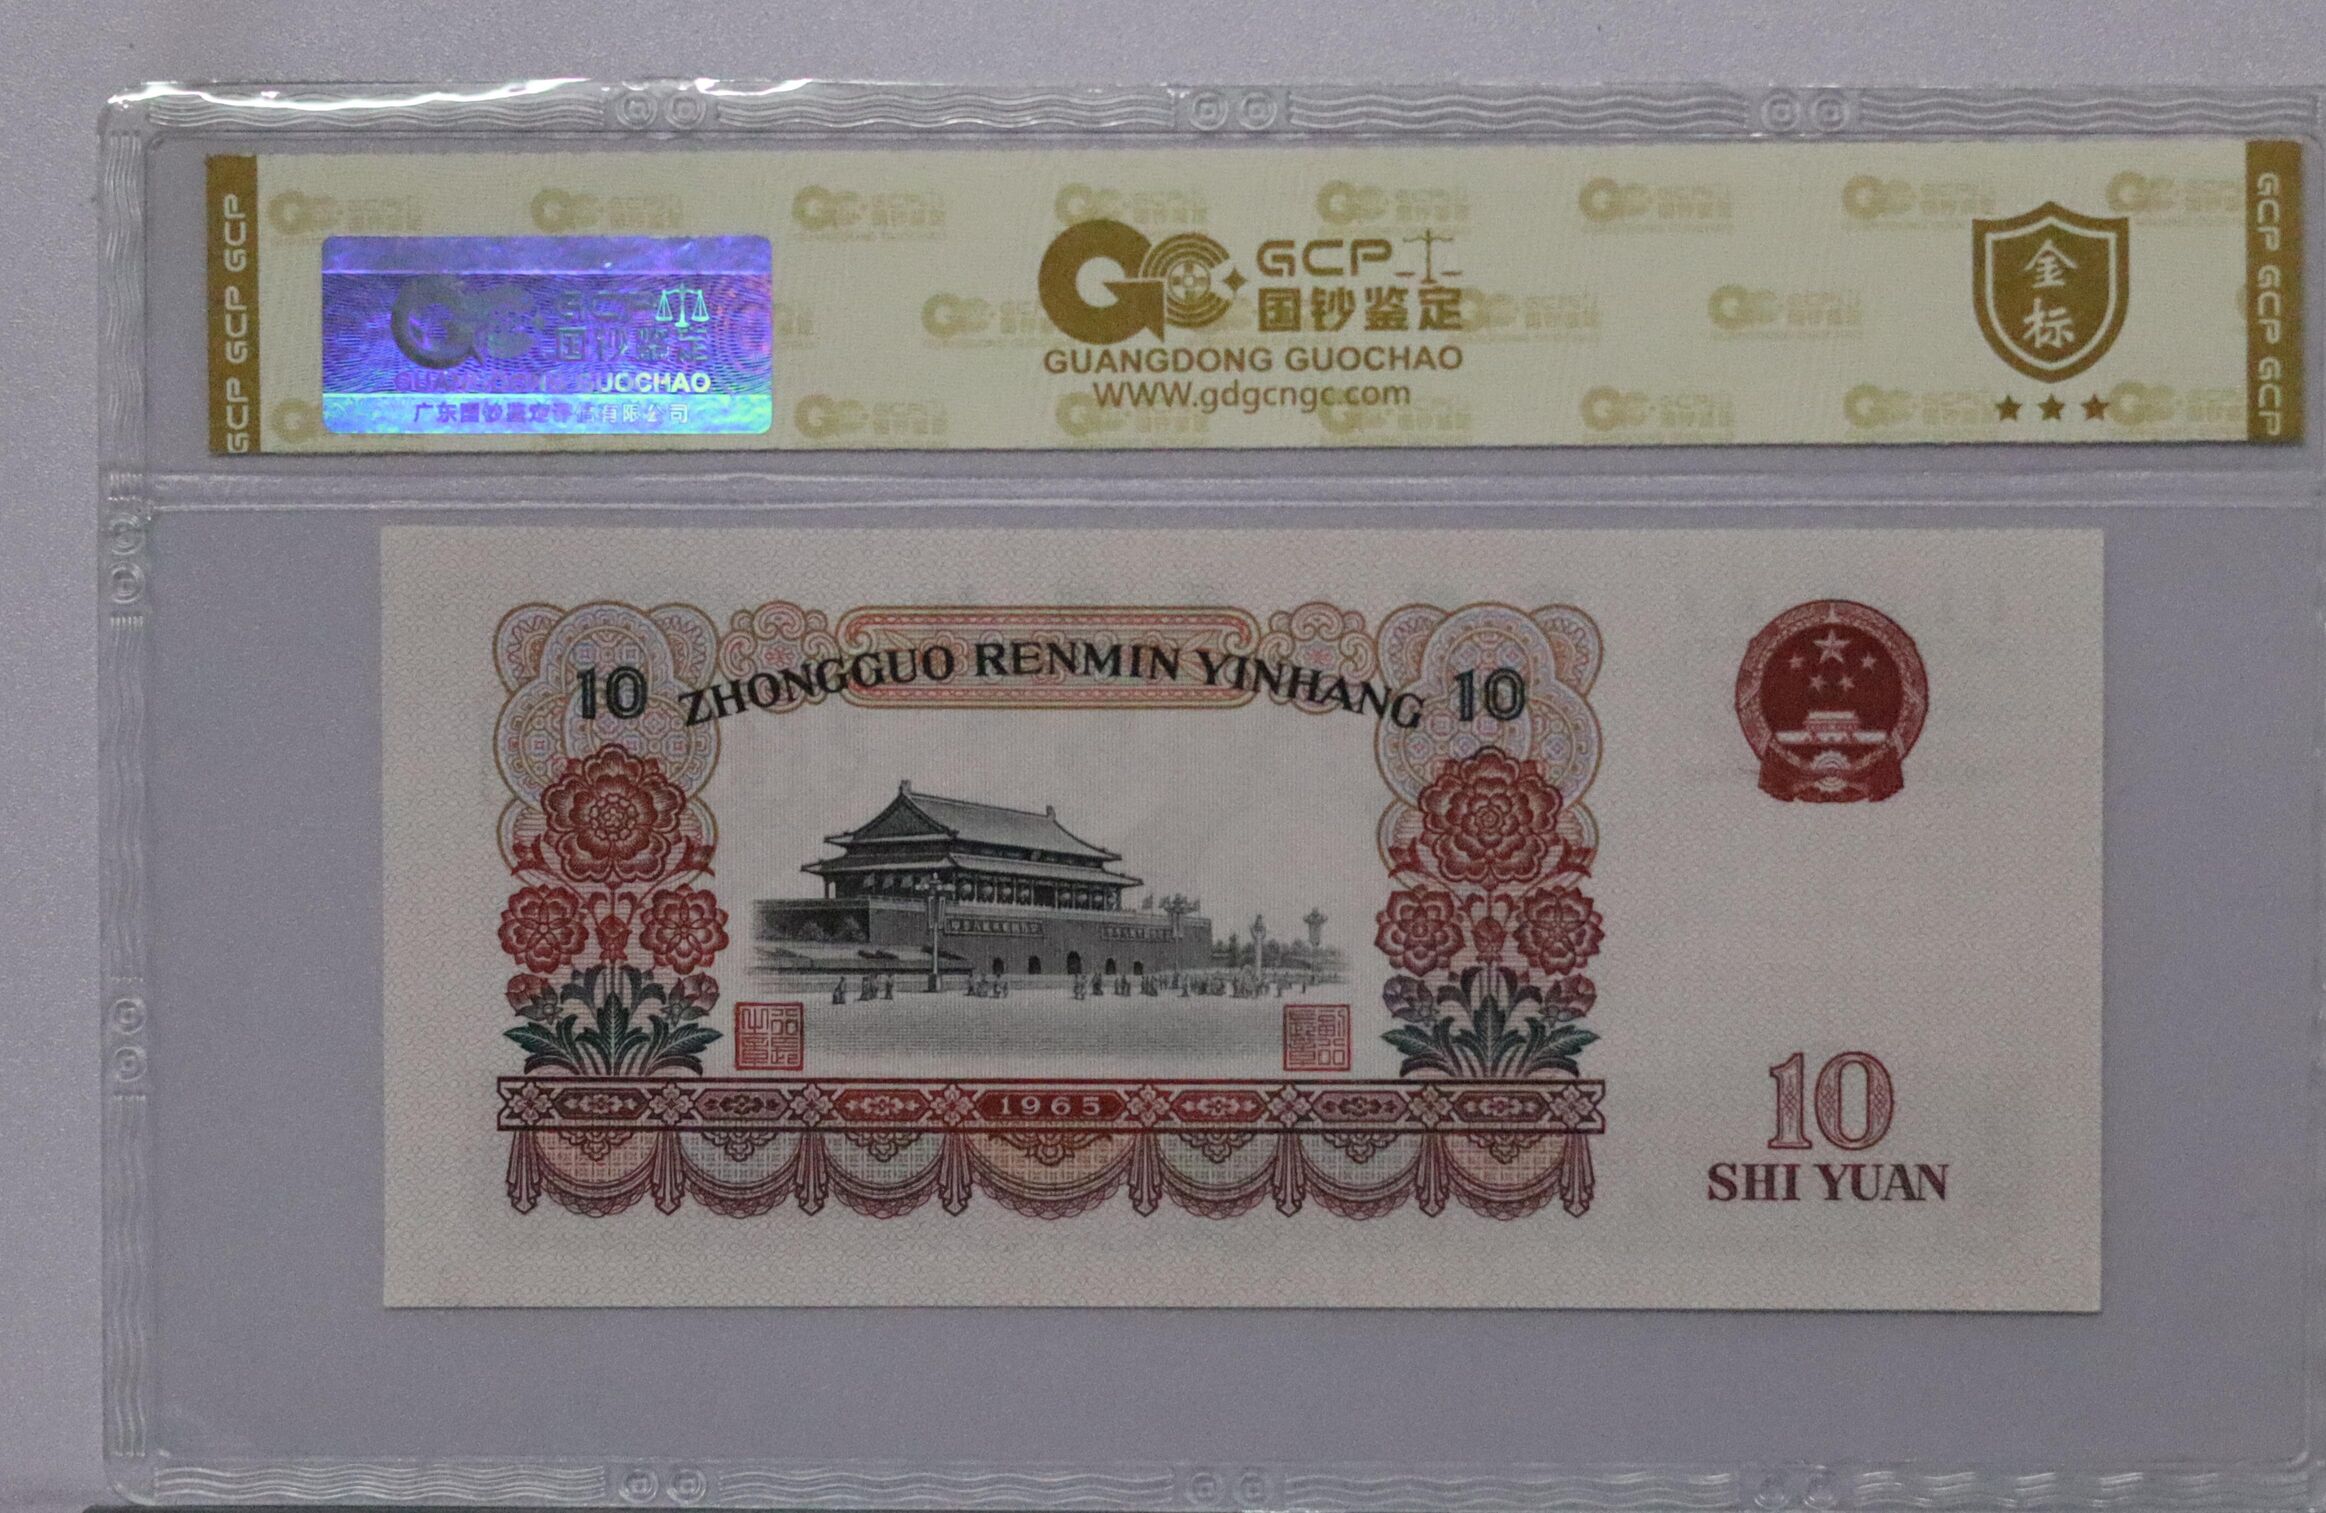 GCP GCP GCP
GCP 国钞鉴定
GUANGDONG GUOCHAO
广东国钞鉴定评估有限公司
GCP
国钞鉴定
GUANGDONG GUOCHAO
WWW.gdgcngc.com
金
标
GCP GCP GCP
10 ZHONGGUO RENMIN YINHANG 10
1965
10
SHI YUAN